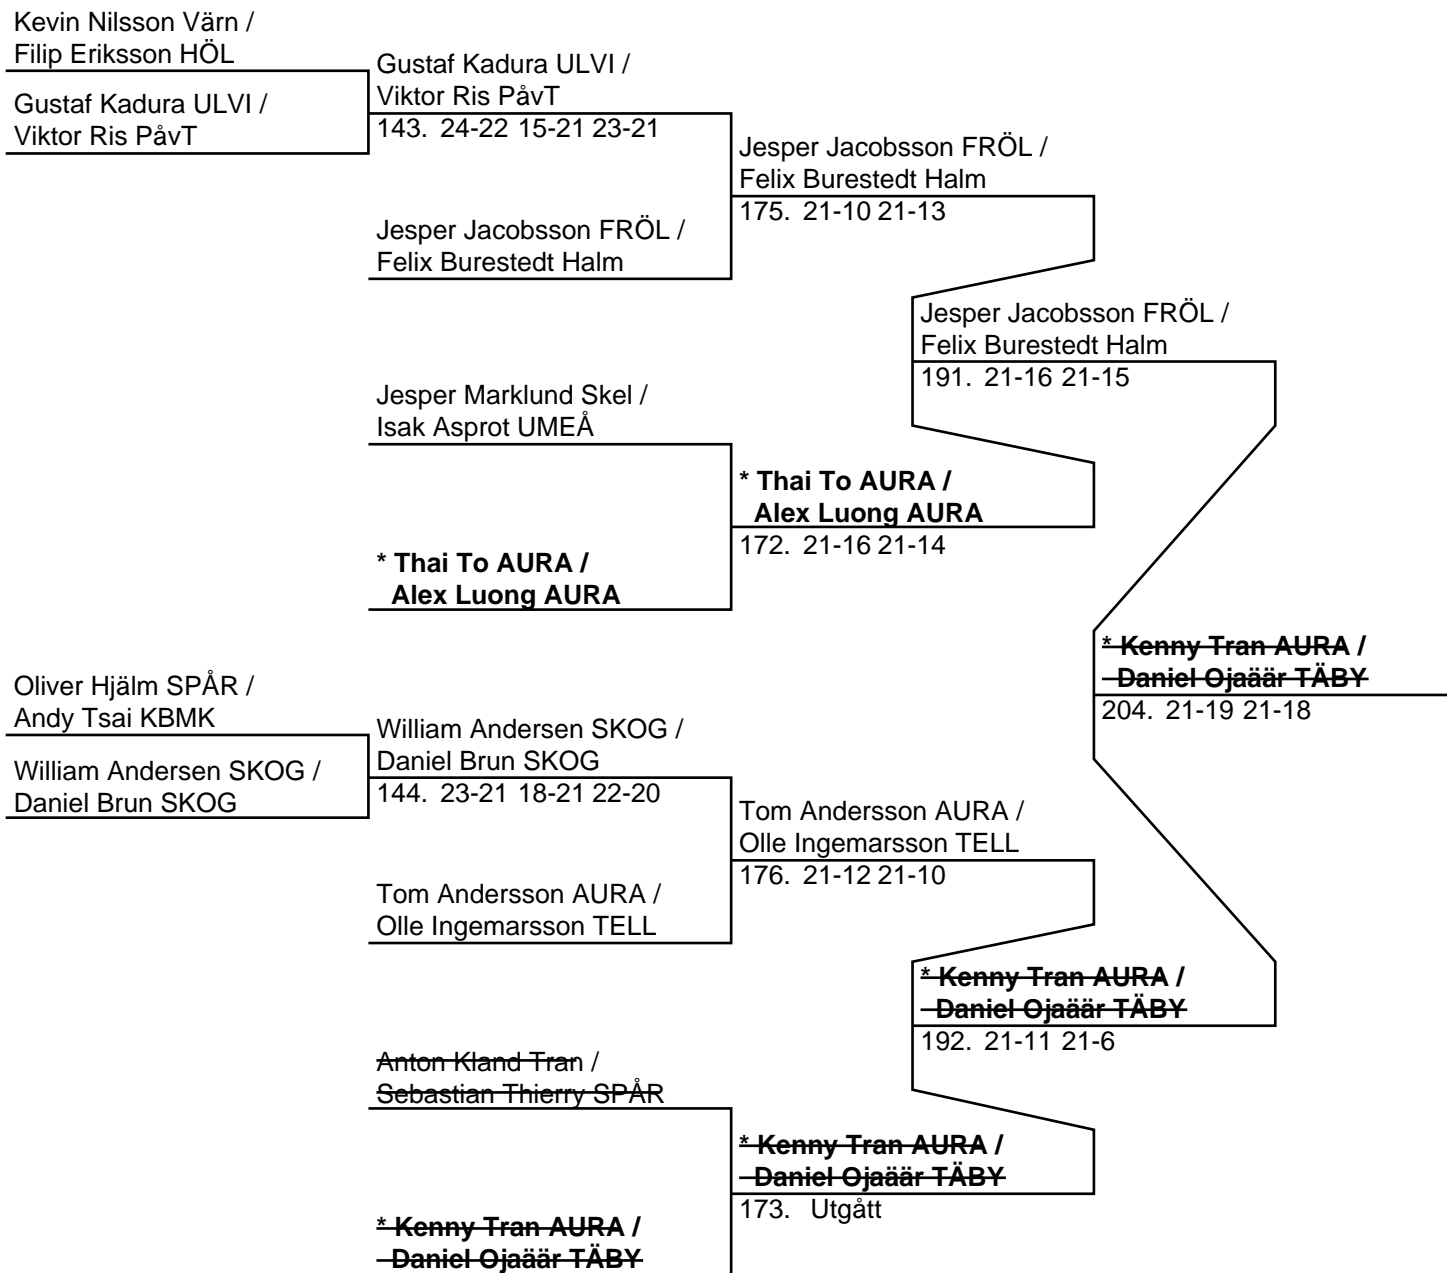 Kevin Nilsson Värn /
Filip Eriksson HÖL
Gustaf Kadura ULVI /
Viktor Ris PåvT
Gustaf Kadura ULVI /
Viktor Ris PåvT
143. 24-22 15-21 23-21
Jesper Jacobsson FRÖL /
Felix Burestedt Halm
Jesper Jacobsson FRÖL /
Felix Burestedt Halm
175. 21-10 21-13
Jesper Jacobsson FRÖL /
Felix Burestedt Halm
191. 21-16 21-15
Jesper Marklund Skel /
Isak Asprot UMEÅ
* Thai To AURA /
Alex Luong AURA
172. 21-16 21-14
* Thai To AURA /
Alex Luong AURA
* Kenny Tran AURA /
Daniel Ojaäär TÄBY
204. 21-19 21-18
Oliver Hjälm SPÅR /
Andy Tsai KBMK
William Andersen SKOG /
Daniel Brun SKOG
William Andersen SKOG /
Daniel Brun SKOG
144. 23-21 18-21 22-20
Tom Andersson AURA /
Olle Ingemarsson TELL
176. 21-12 21-10
Tom Andersson AURA /
Olle Ingemarsson TELL
* Kenny Tran AURA /
Daniel Ojaäär TÄBY
192. 21-11 21-6
Anton Kland Tran /
Sebastian Thierry SPÅR
* Kenny Tran AURA /
Daniel Ojaäär TÄBY
173. Utgått
* Kenny Tran AURA /
Daniel Ojaäär TÄBY